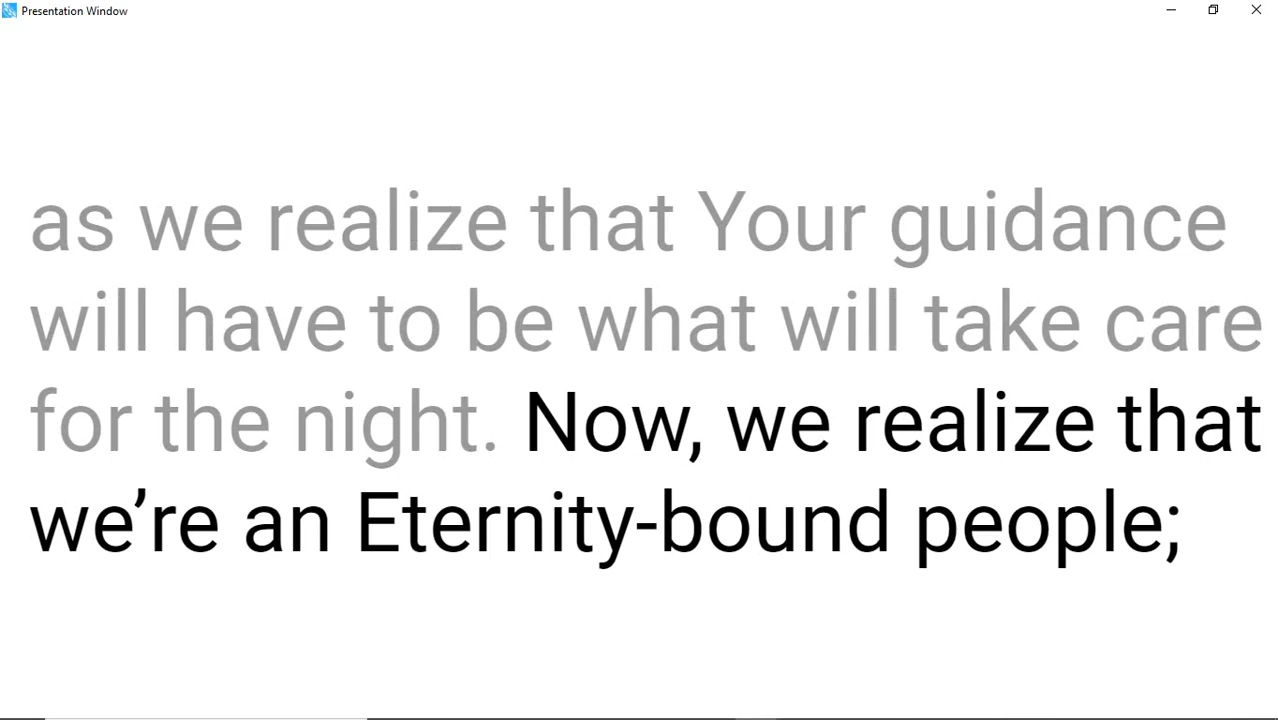 Presentation Window
as we realize that Your guidance
will have to be what will take care
for the night. Now, we realize that
we’re an Eternity-bound people;